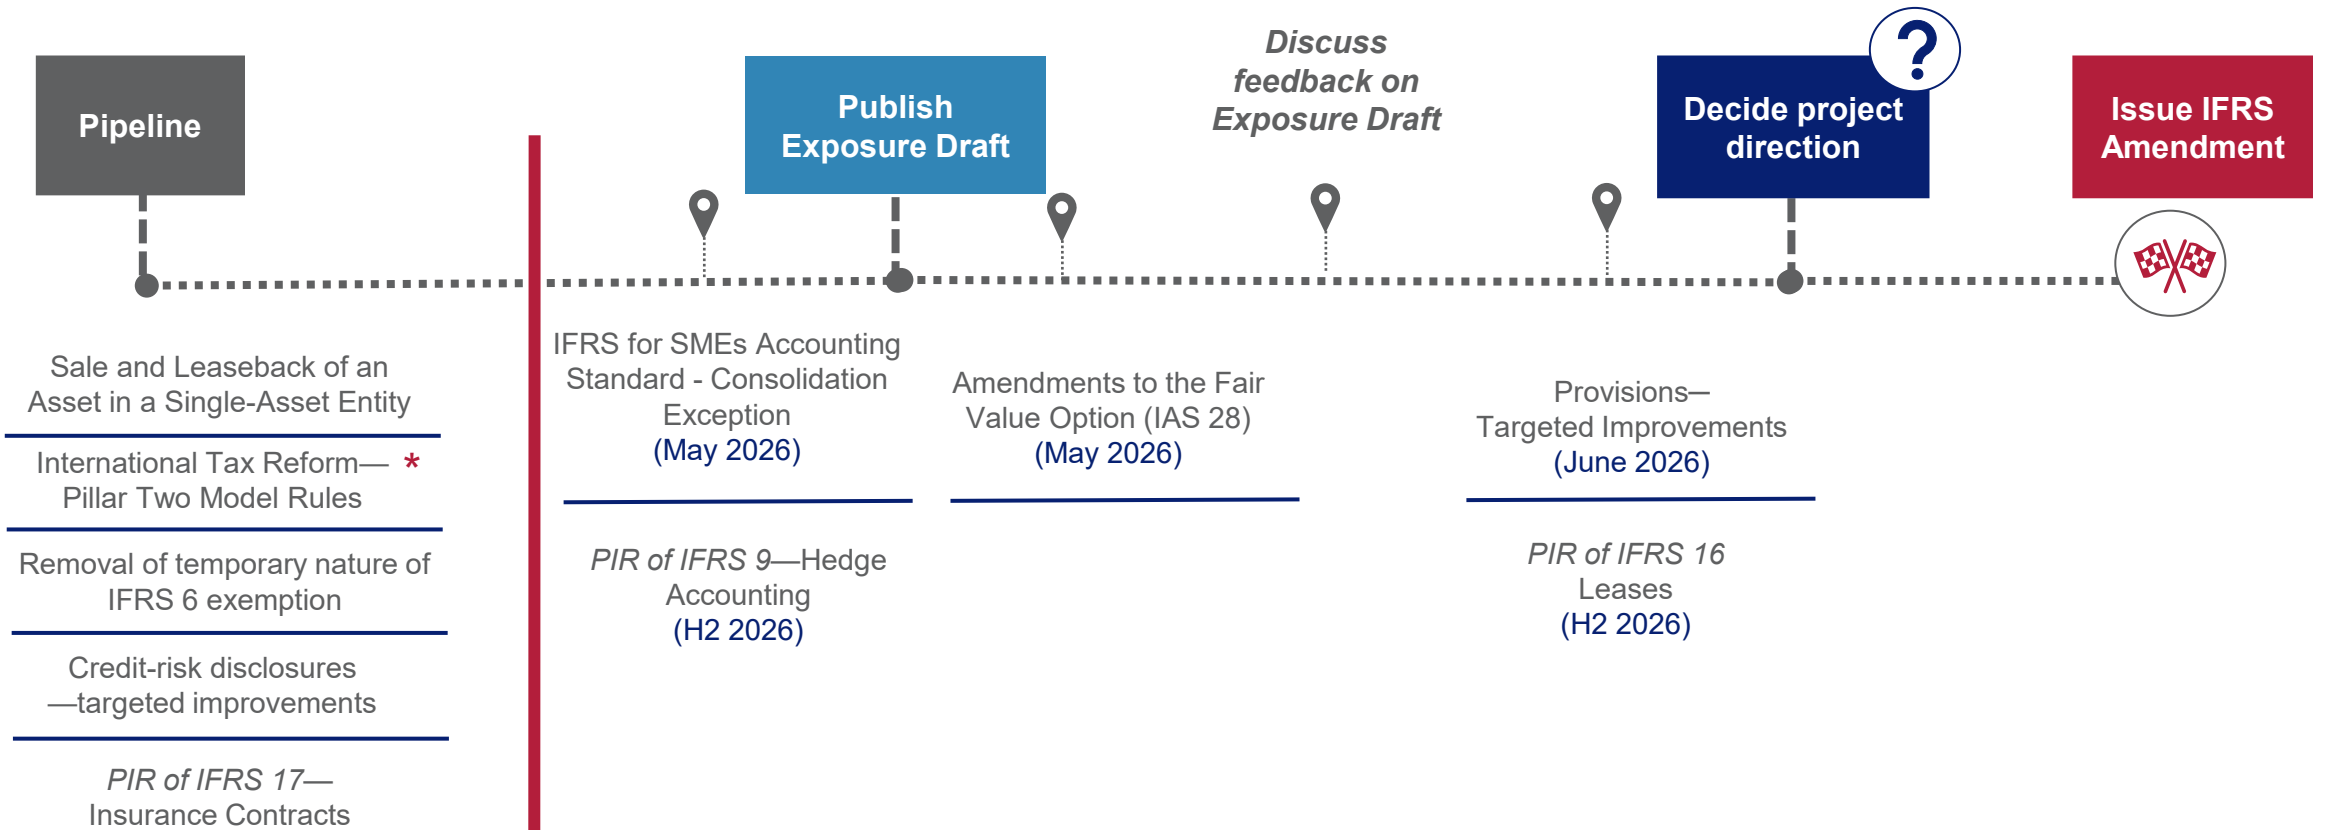 Pipeline
Publish
Exposure Draft
Discuss
feedback on
Exposure Draft
Decide project
direction
?
Issue IFRS
Amendment
Sale and Leaseback of an
Asset in a Single-Asset Entity
International Tax Reform— *
Pillar Two Model Rules
Removal of temporary nature of
IFRS 6 exemption
Credit-risk disclosures
—targeted improvements
PIR of IFRS 17—
Insurance Contracts
IFRS for SMEs Accounting
Standard - Consolidation
Exception
(May 2026)
PIR of IFRS 9—Hedge
Accounting
(H2 2026)
Amendments to the Fair
Value Option (IAS 28)
(May 2026)
Provisions—
Targeted Improvements
(June 2026)
PIR of IFRS 16
Leases
(H2 2026)